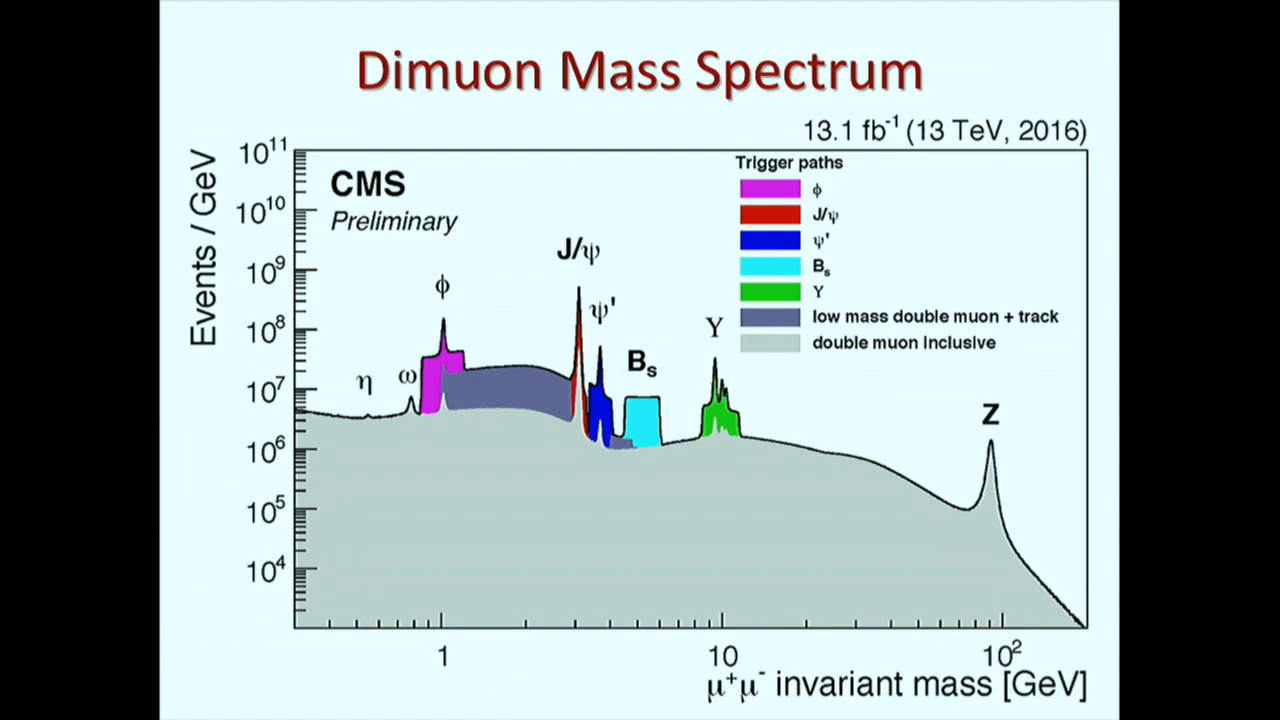 Dimuon Mass Spectrum
13.1 fb⁻¹ (13 TeV, 2016)
Events / GeV
10¹¹
10¹⁰
10⁹
10⁸
10⁷
10⁶
10⁵
10⁴
CMS
Preliminary
Trigger paths
ϕ
J/ψ
ψ'
Bₛ
Υ
low mass double muon + track
double muon inclusive
η
ω
ϕ
J/ψ
ψ'
Bₛ
Υ
Z
1
10
10²
μ⁺μ⁻ invariant mass [GeV]